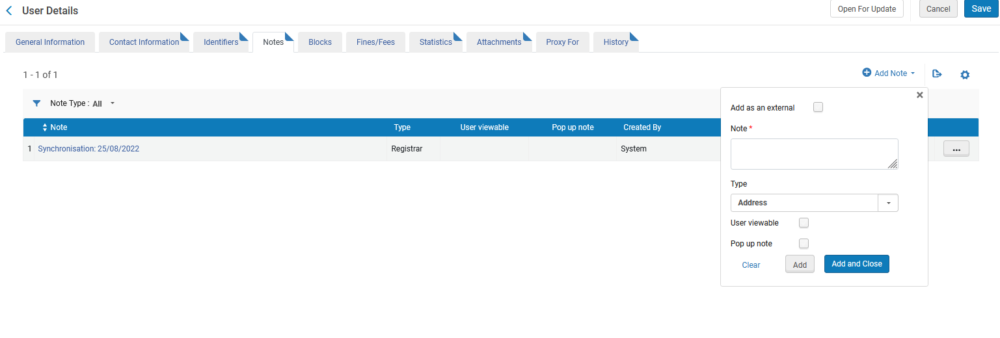 User Details
Open For Update Cancel Save
General Information Contact Information Identifiers Notes Blocks Fines/Fees Statistics Attachments Proxy For History
1 - 1 of 1
Add Note
Note Type : All
Note Type User viewable Pop up note Created By
1 Synchronisation: 25/08/2022 Registrar System ...
Add as an external
Note *
Type
Address
User viewable
Pop up note
Clear Add Add and Close